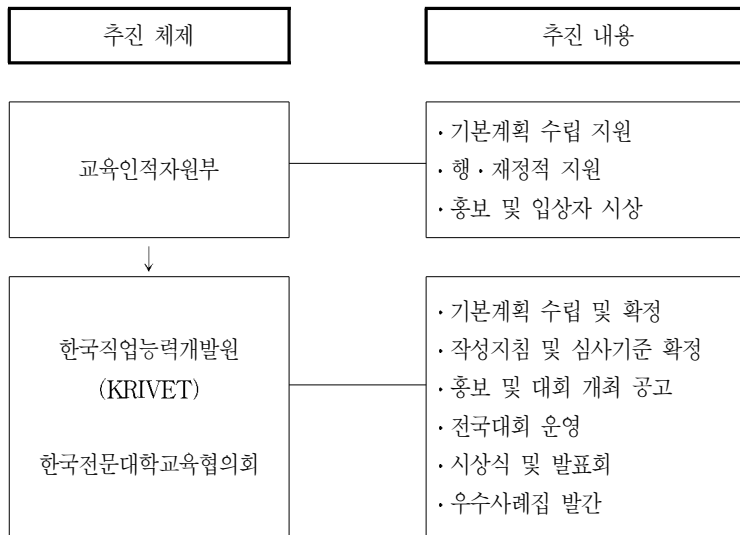 추진 체제
추진 내용
교육인적자원부
· 기본계획 수립 지원
· 행 · 재정적 지원
· 홍보 및 입상자 시상
한국직업능력개발원
(KRIVET)
한국전문대학교육협의회
· 기본계획 수립 및 확정
· 작성지침 및 심사기준 확정
· 홍보 및 대회 개최 공고
· 전국대회 운영
· 시상식 및 발표회
· 우수사례집 발간